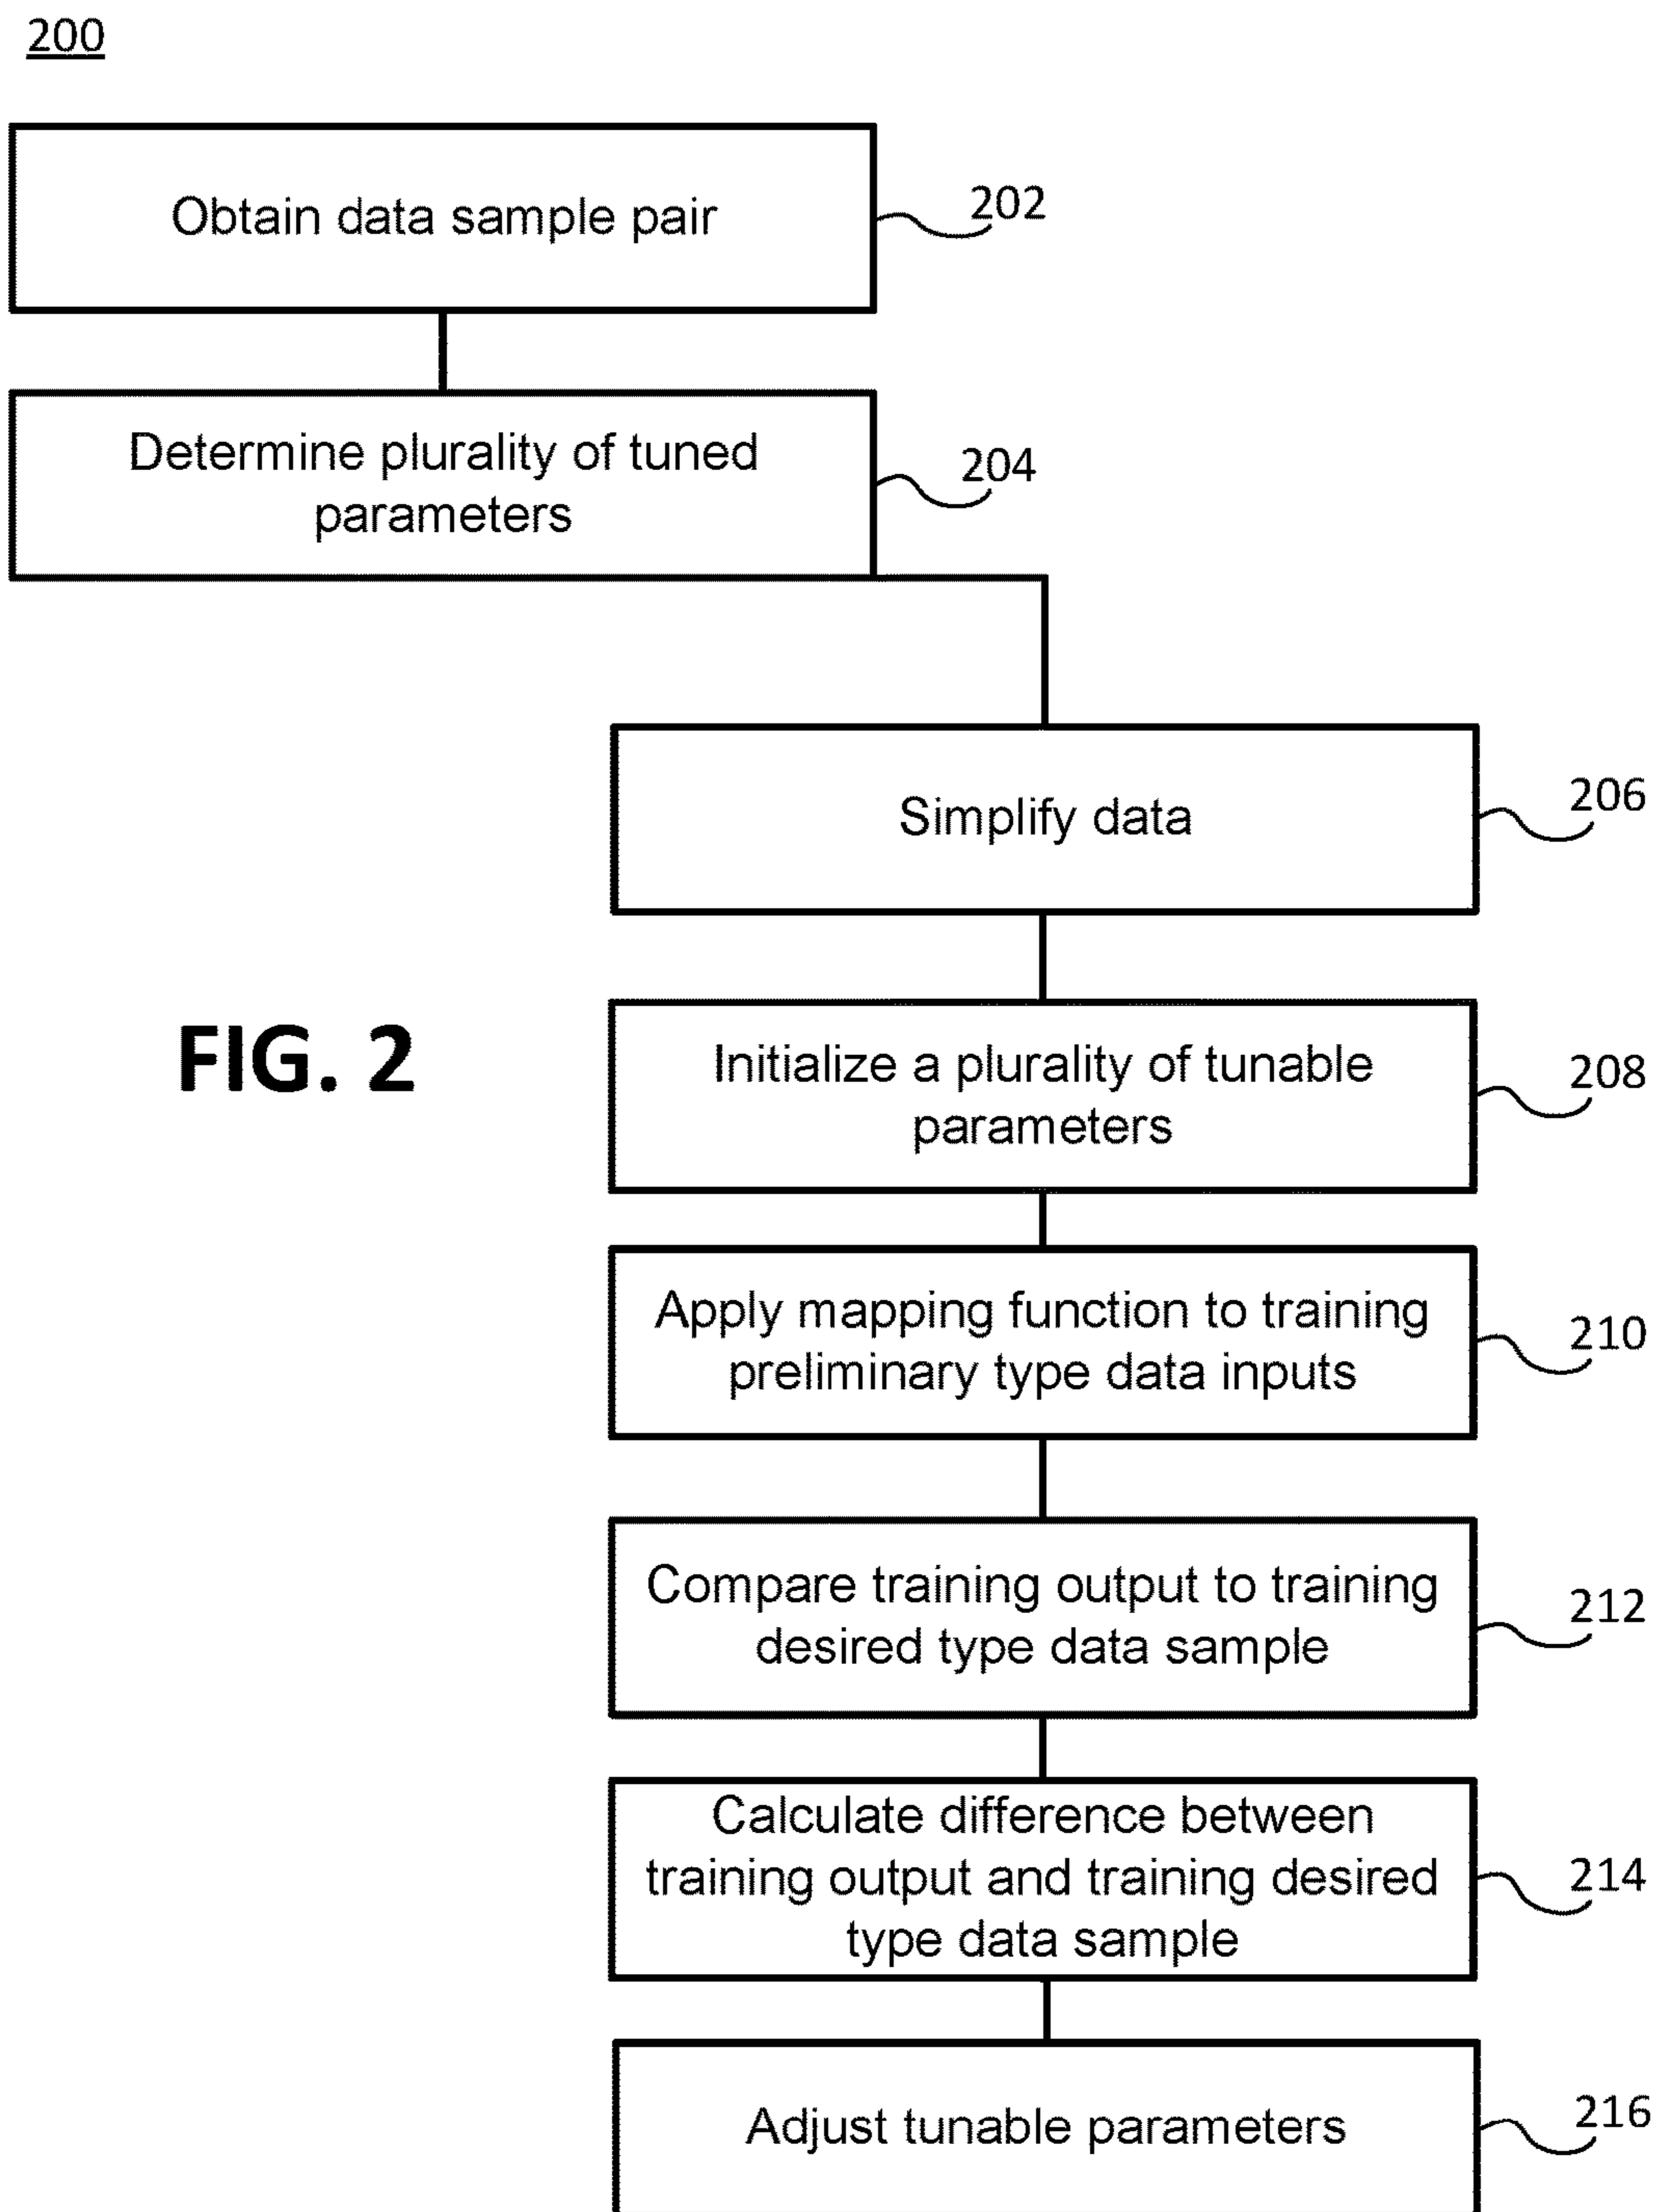 200
Obtain data sample pair
202
Determine plurality of tuned
parameters
204
Simplify data
206
FIG. 2
Initialize a plurality of tunable
parameters
208
Apply mapping function to training
preliminary type data inputs
210
Compare training output to training
desired type data sample
212
Calculate difference between
training output and training desired
type data sample
214
Adjust tunable parameters
216